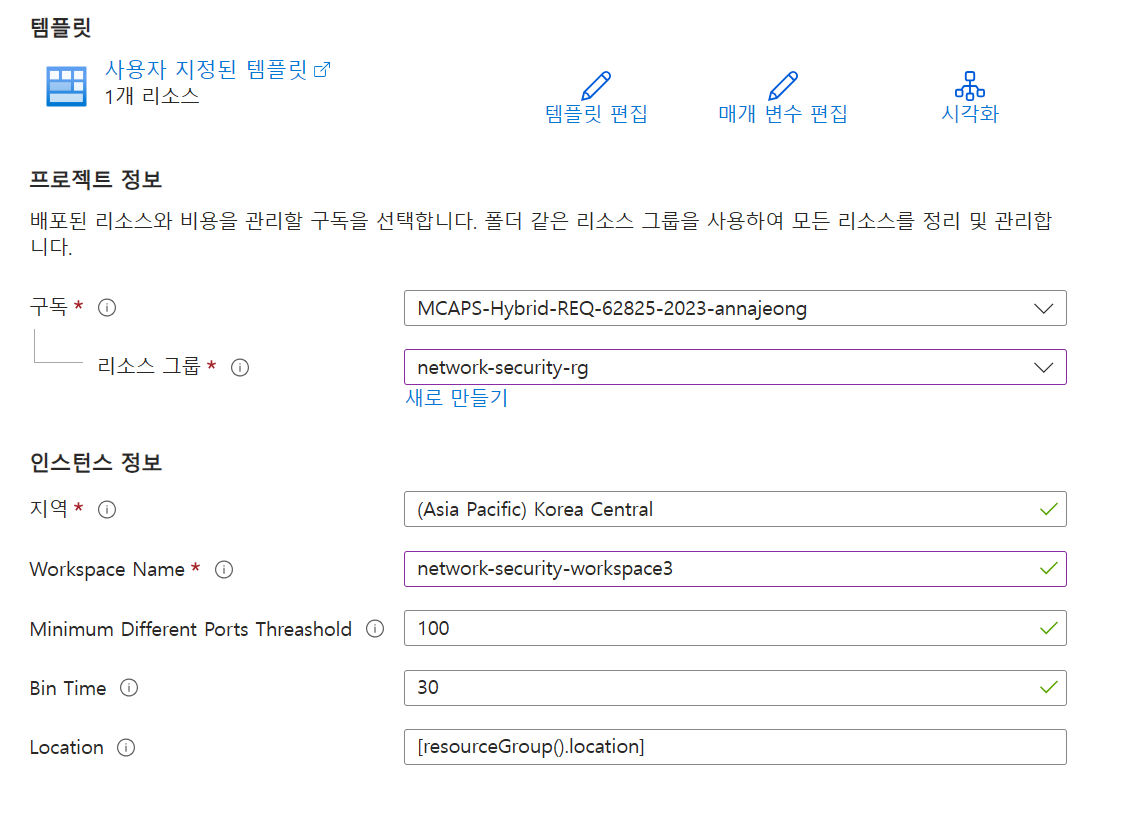 템플릿
사용자 지정된 템플릿
1개 리소스
템플릿 편집
매개 변수 편집
시각화
프로젝트 정보
배포된 리소스와 비용을 관리할 구독을 선택합니다. 폴더 같은 리소스 그룹을 사용하여 모든 리소스를 정리 및 관리합
니다.
구독 *
MCAPS-Hybrid-REQ-62825-2023-annajeong
리소스 그룹 *
network-security-rg
새로 만들기
인스턴스 정보
지역 *
(Asia Pacific) Korea Central
Workspace Name *
network-security-workspace3
Minimum Different Ports Threashold
100
Bin Time
30
Location
[resourceGroup().location]